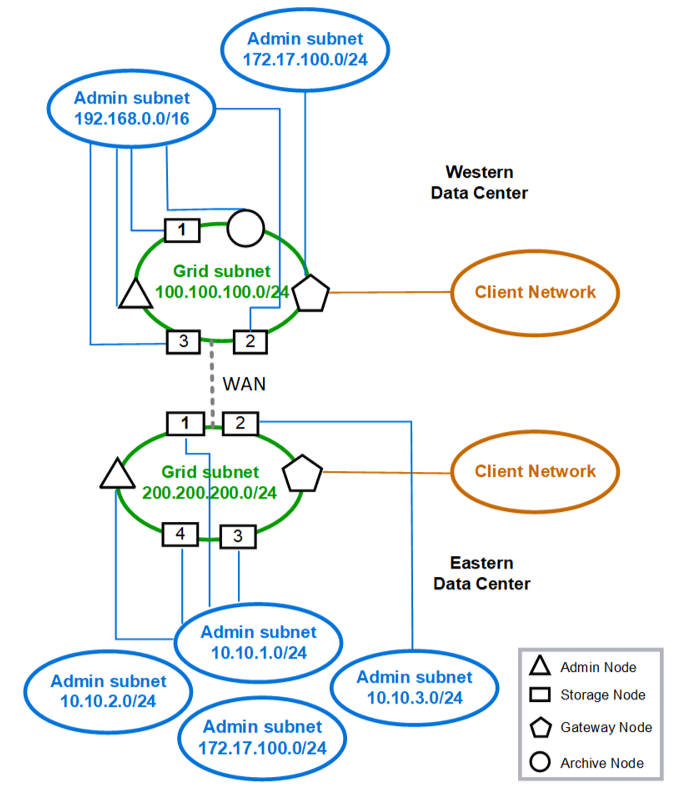 Admin subnet
172.17.100.0/24
Admin subnet
192.168.0.0/16
Western
Data Center
1
Grid subnet
100.100.100.0/24
Client Network
3
2
WAN
1
2
Grid subnet
200.200.200.0/24
Client Network
4
3
Eastern
Data Center
Admin subnet
10.10.1.0/24
Admin subnet
10.10.2.0/24
Admin subnet
10.10.3.0/24
Admin subnet
172.17.100.0/24
Admin Node
Storage Node
Gateway Node
Archive Node